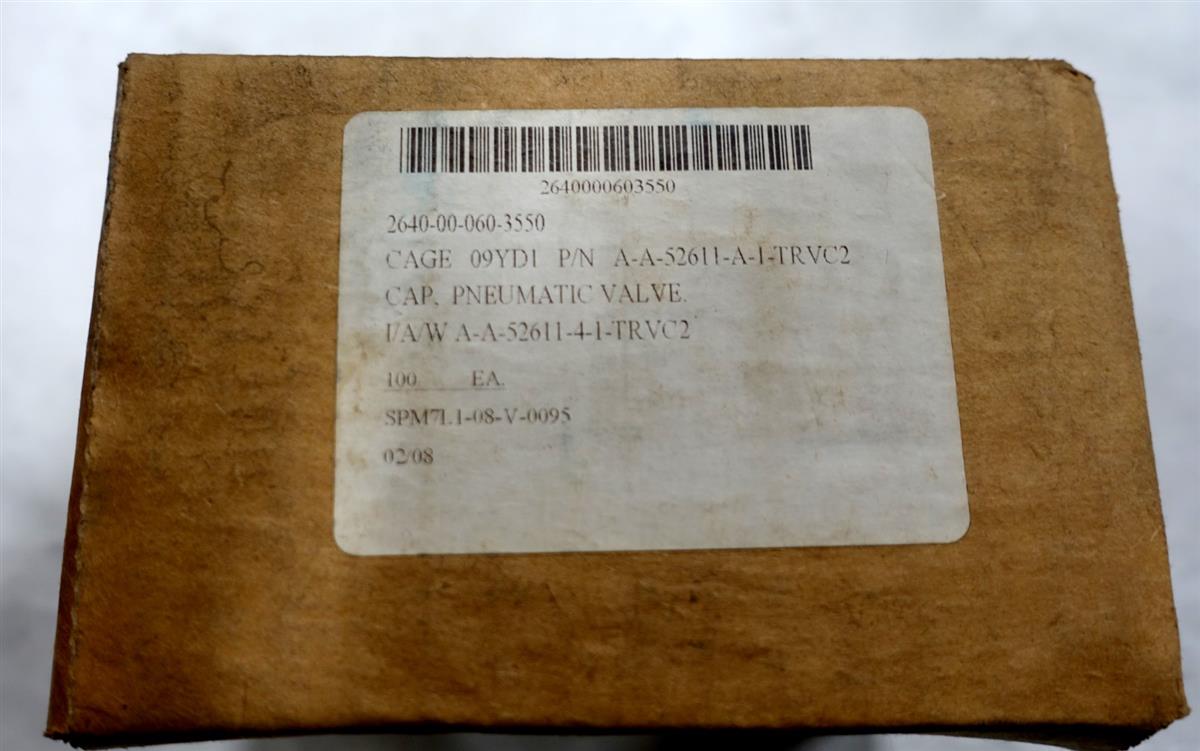 2640000603550
2640-00-060-3550
CAGE 09YD1 P/N A-A-52611-A-1-TRVC2
CAP, PNEUMATIC VALVE.
I/A/W A-A-52611-4-1-TRVC2
100 EA.
SPM7L1-08-V-0095
02/08